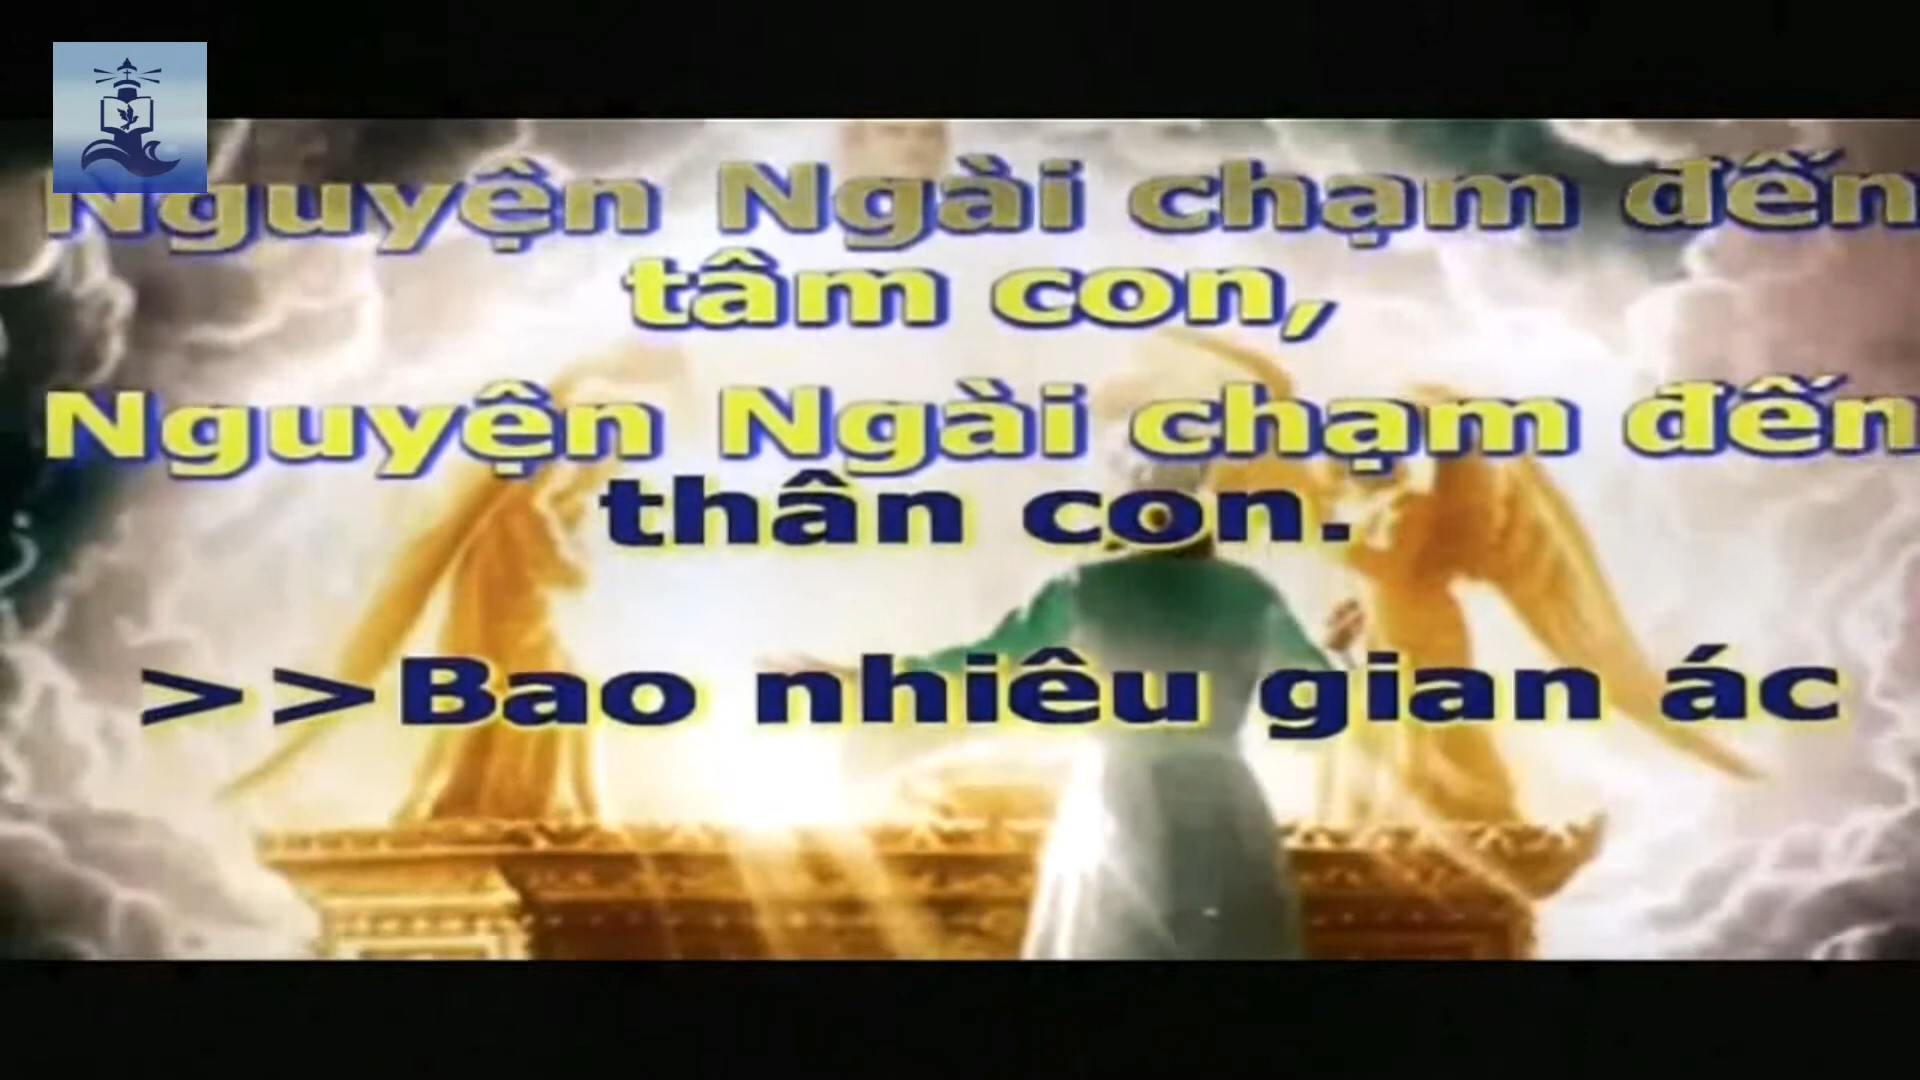 Nguyện Ngài chạm đến
tâm con,
Nguyện Ngài chạm đến
thân con.
>>Bao nhiêu gian ác